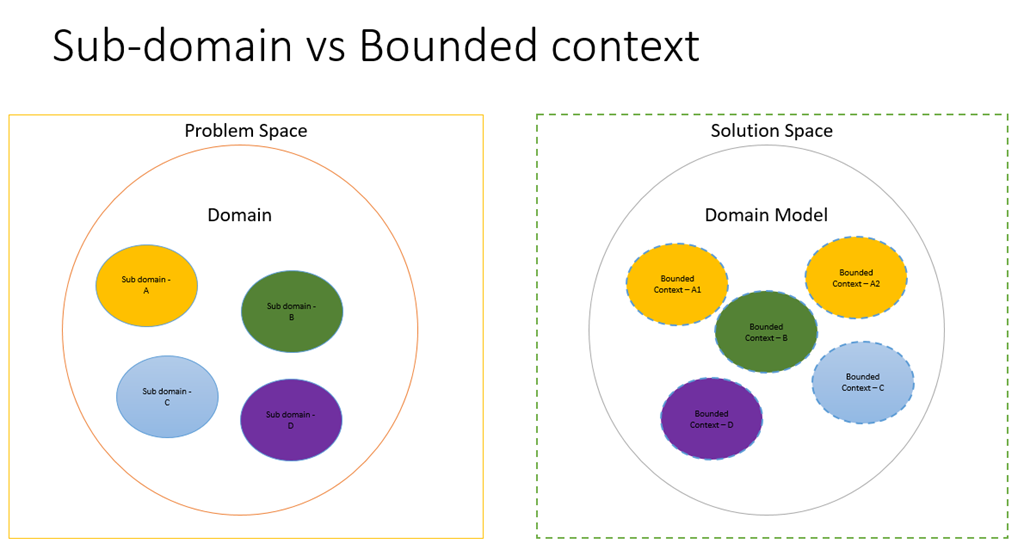 Sub-domain vs Bounded context
Problem Space
Domain
Sub domain -
A
Sub domain -
B
Sub domain -
C
Sub domain -
D
Solution Space
Domain Model
Bounded
Context – A1
Bounded
Context – A2
Bounded
Context – B
Bounded
Context – C
Bounded
Context – D